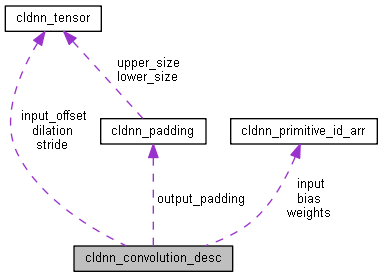 cldnn_tensor
upper_size
lower_size
input_offset
dilation
stride
cldnn_padding
cldnn_primitive_id_arr
output_padding
input
bias
weights
cldnn_convolution_desc